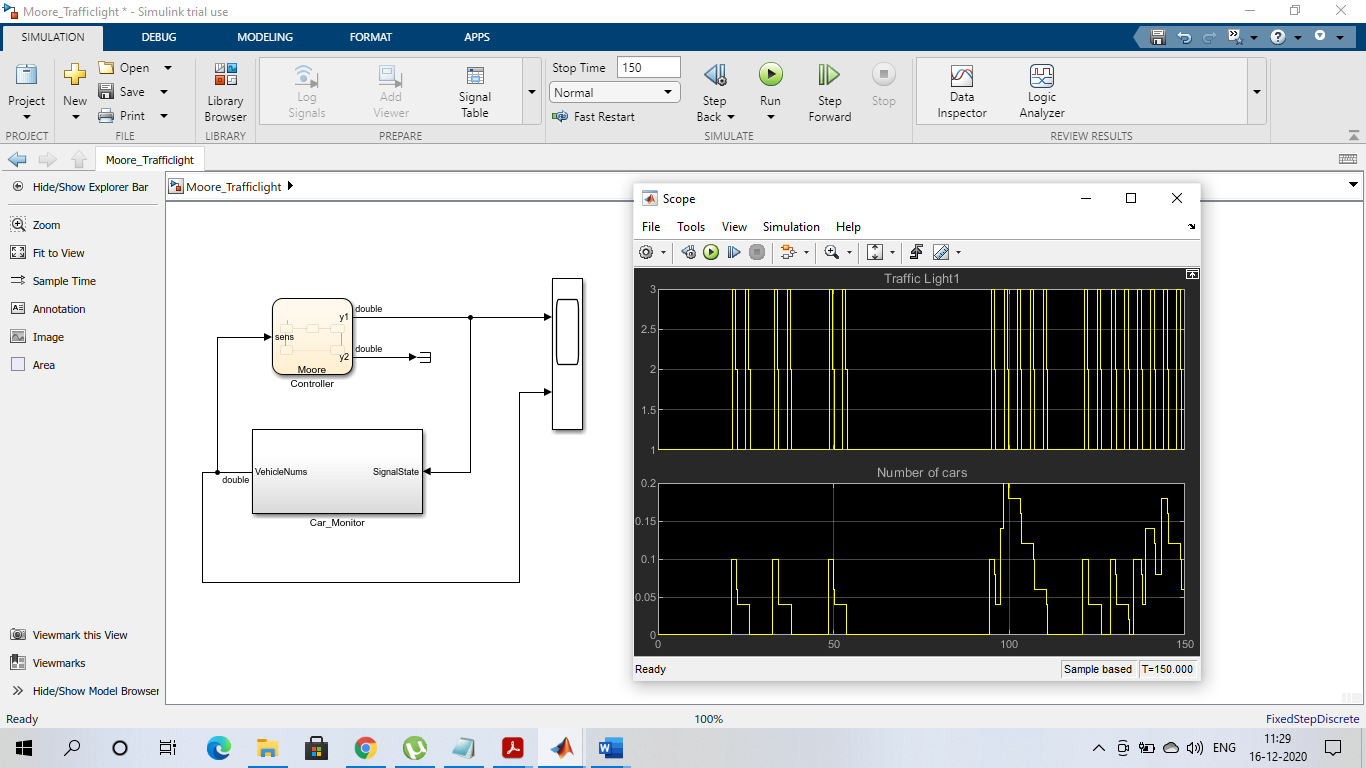 Moore_Trafficlight * - Simulink trial use
SIMULATION DEBUG MODELING FORMAT APPS
Project
New
Open
Save
Print
Library
Browser
Log
Signals
Add
Viewer
Signal
Table
Stop Time 150
Normal
Fast Restart
Step
Back
Run
Step
Forward
Stop
Data
Inspector
Logic
Analyzer
PROJECT FILE LIBRARY PREPARE SIMULATE REVIEW RESULTS
Moore_Trafficlight
Hide/Show Explorer Bar
Moore_Trafficlight
Zoom
Fit to View
Sample Time
Annotation
Image
Area
Viewmark this View
Viewmarks
Hide/Show Model Browser
double
y1
sens
double
y2
Moore
Controller
VehicleNums SignalState
double
Car_Monitor
Scope
File Tools View Simulation Help
Traffic Light1
3
2.5
2
1.5
1
Number of cars
0.2
0.15
0.1
0.05
0
0 50 100 150
Ready Sample based T=150.000
Ready 100% FixedStepDiscrete
ENG
11:29
16-12-2020